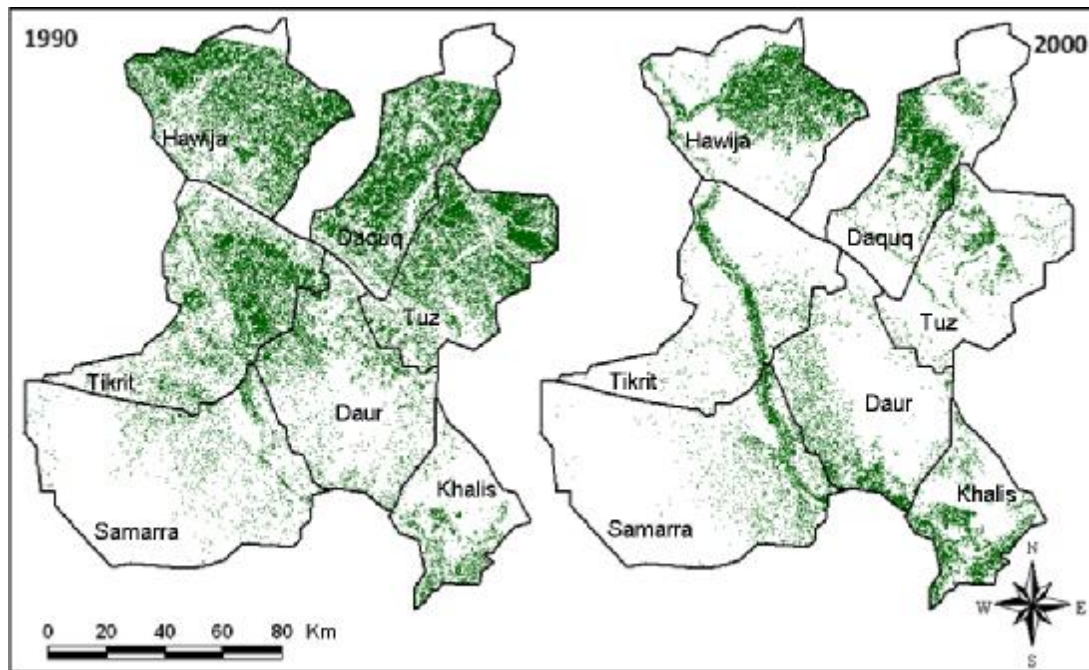 1990
2000
Hawija
Daquq
Tuz
Tikrit
Daur
Khalis
Samarra
Hawija
Daquq
Tuz
Tikrit
Daur
Khalis
Samarra
N
W E
S
0 20 40 60 80 Km